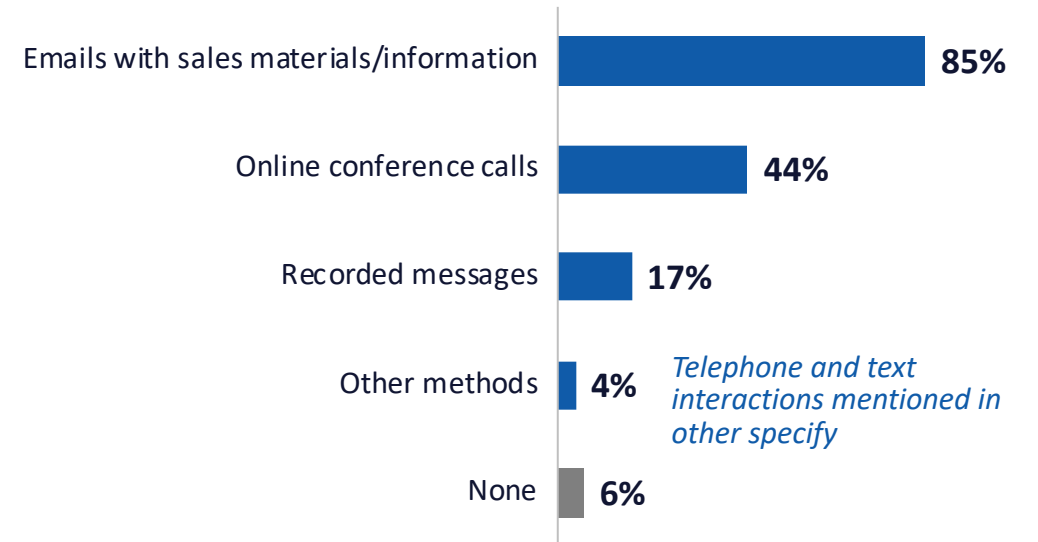 Emails with sales materials/information
85%
Online conference calls
44%
Recorded messages
17%
Other methods
4%
Telephone and text
interactions mentioned in
other specify
None
6%